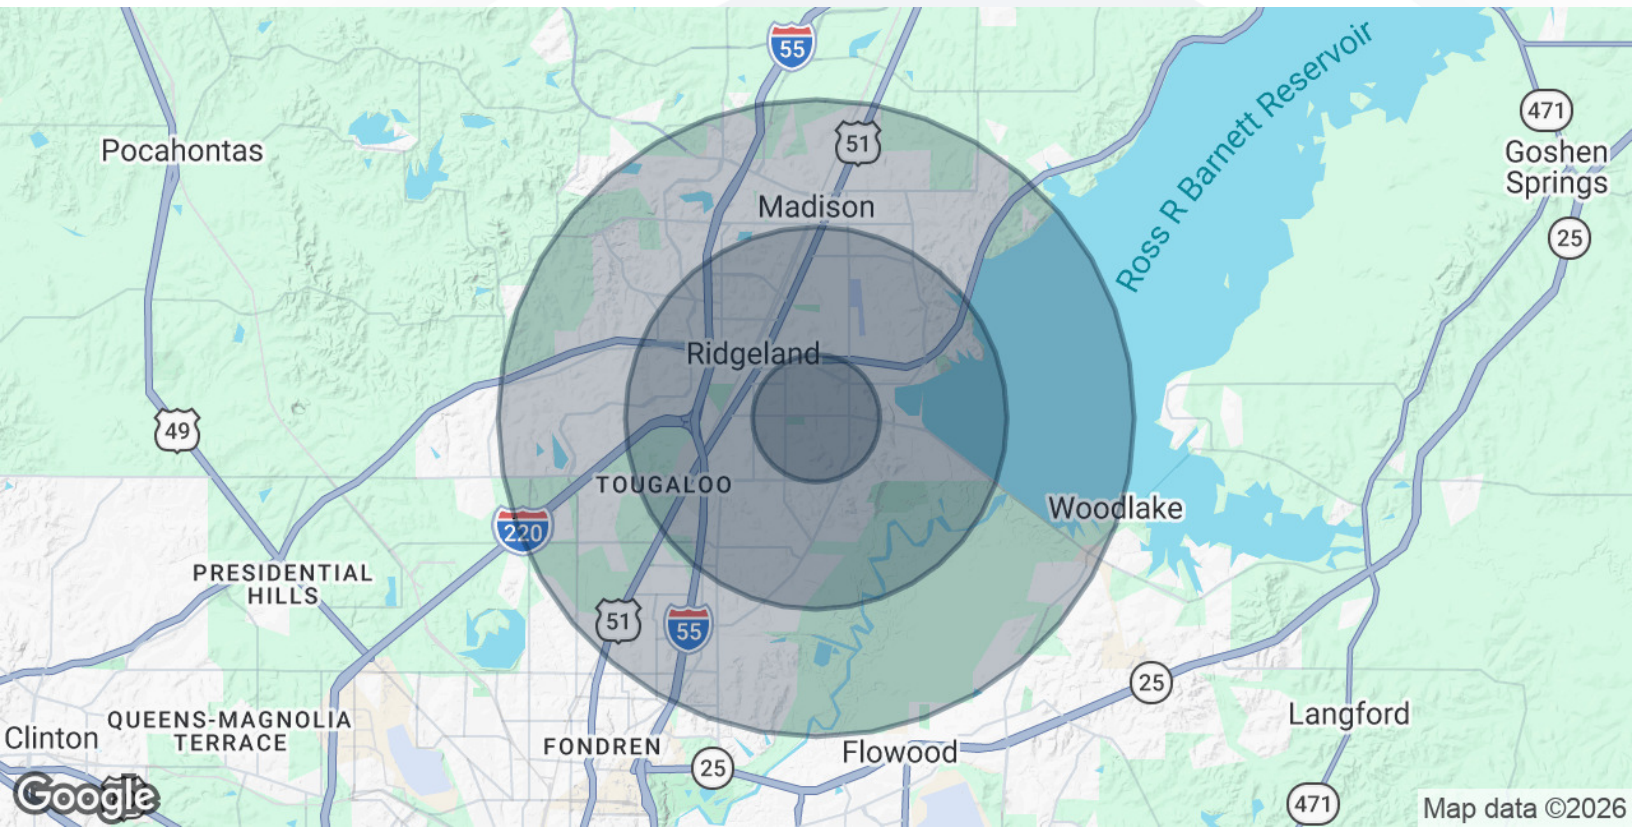 55
Ross R Barnett Reservoir
471
51
Pocahontas
Goshen
Springs
Madison
25
Ridgeland
49
TOUGALOO
Woodlake
220
PRESIDENTIAL
HILLS
51
55
25
Langford
QUEENS-MAGNOLIA
TERRACE
Clinton
FONDREN
Flowood
25
Google
471
Map data ©2026